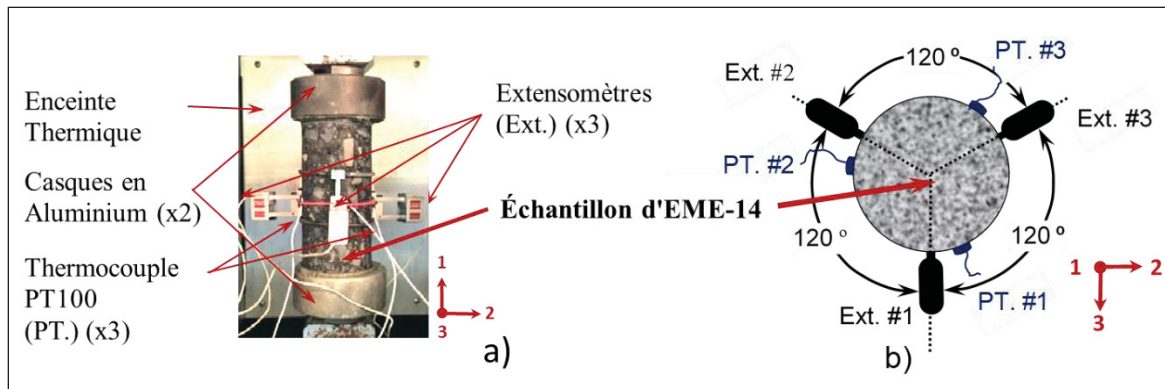 Enceinte
Thermique
Casques en
Aluminium (x2)
Thermocouple
PT100
(PT.) (x3)
Extensomètres
(Ext.) (x3)
Échantillon d'EME-14
1
2
3
a)
120 º
PT. #3
Ext. #2
Ext. #3
PT. #2
120 º
120 º
Ext. #1
PT. #1
1
2
3
b)